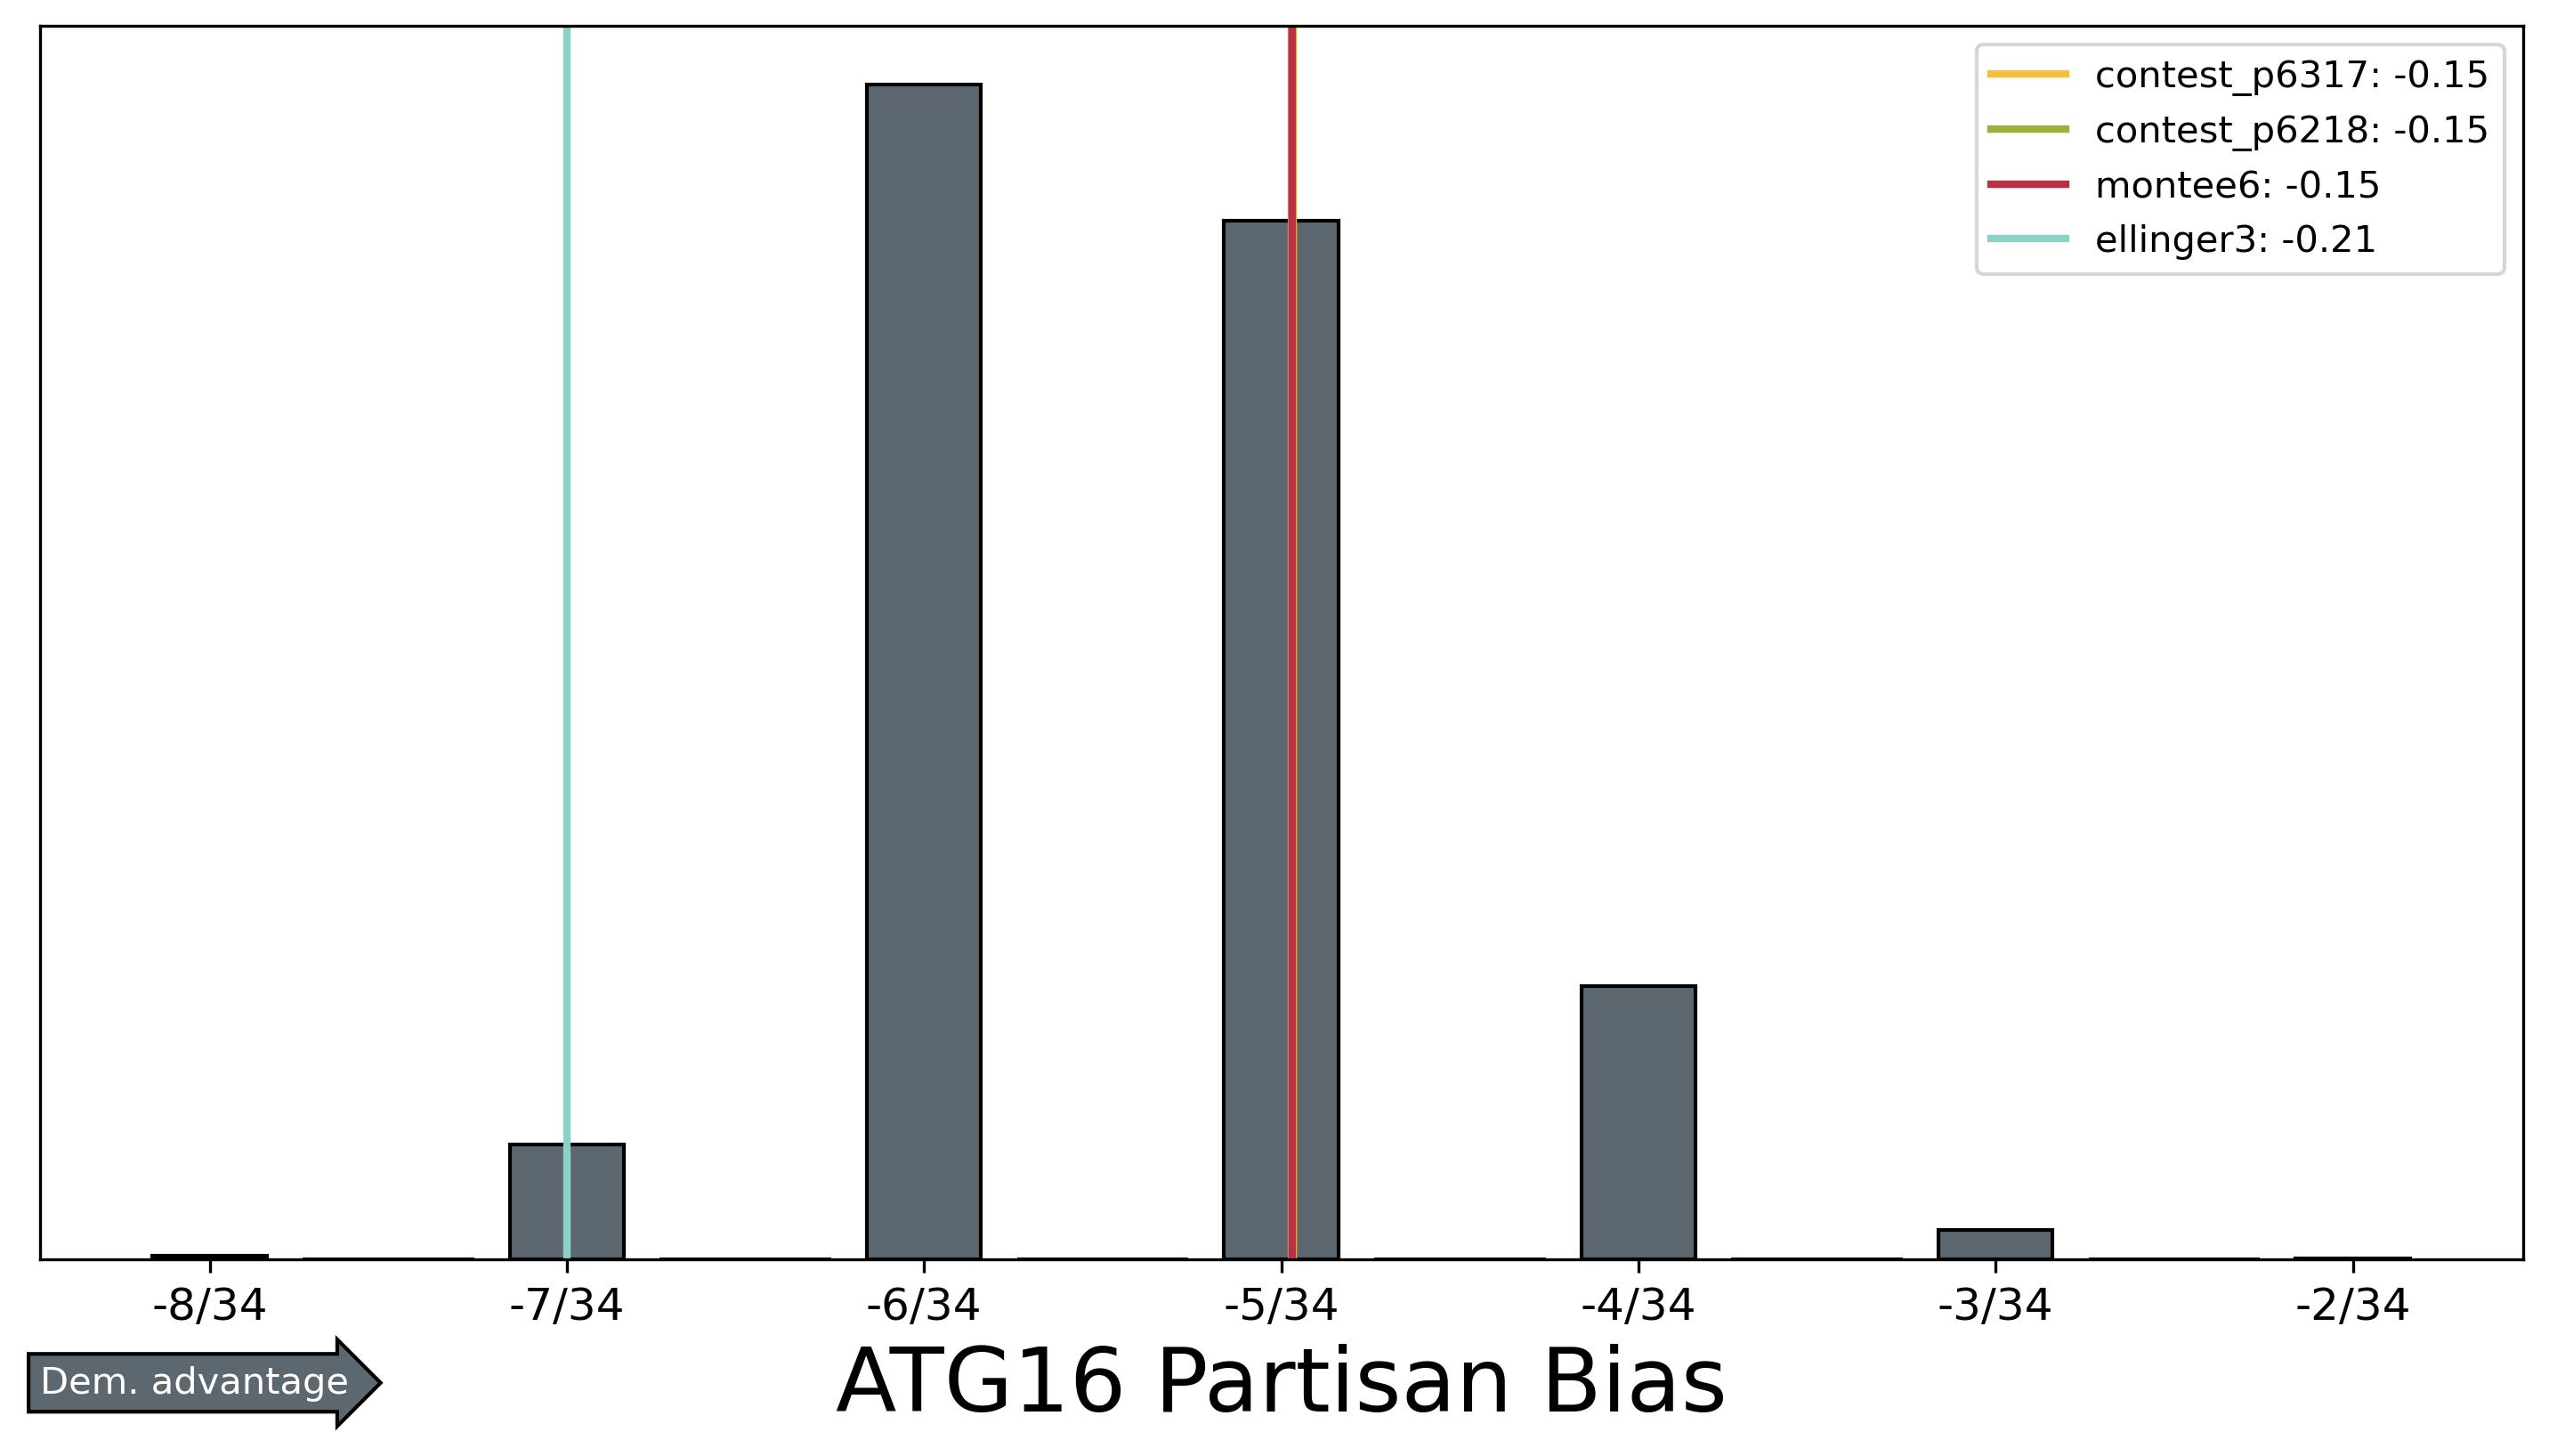 contest_p6317: -0.15
contest_p6218: -0.15
montee6: -0.15
ellinger3: -0.21
-8/34 -7/34 -6/34 -5/34 -4/34 -3/34 -2/34
Dem. advantage
ATG16 Partisan Bias